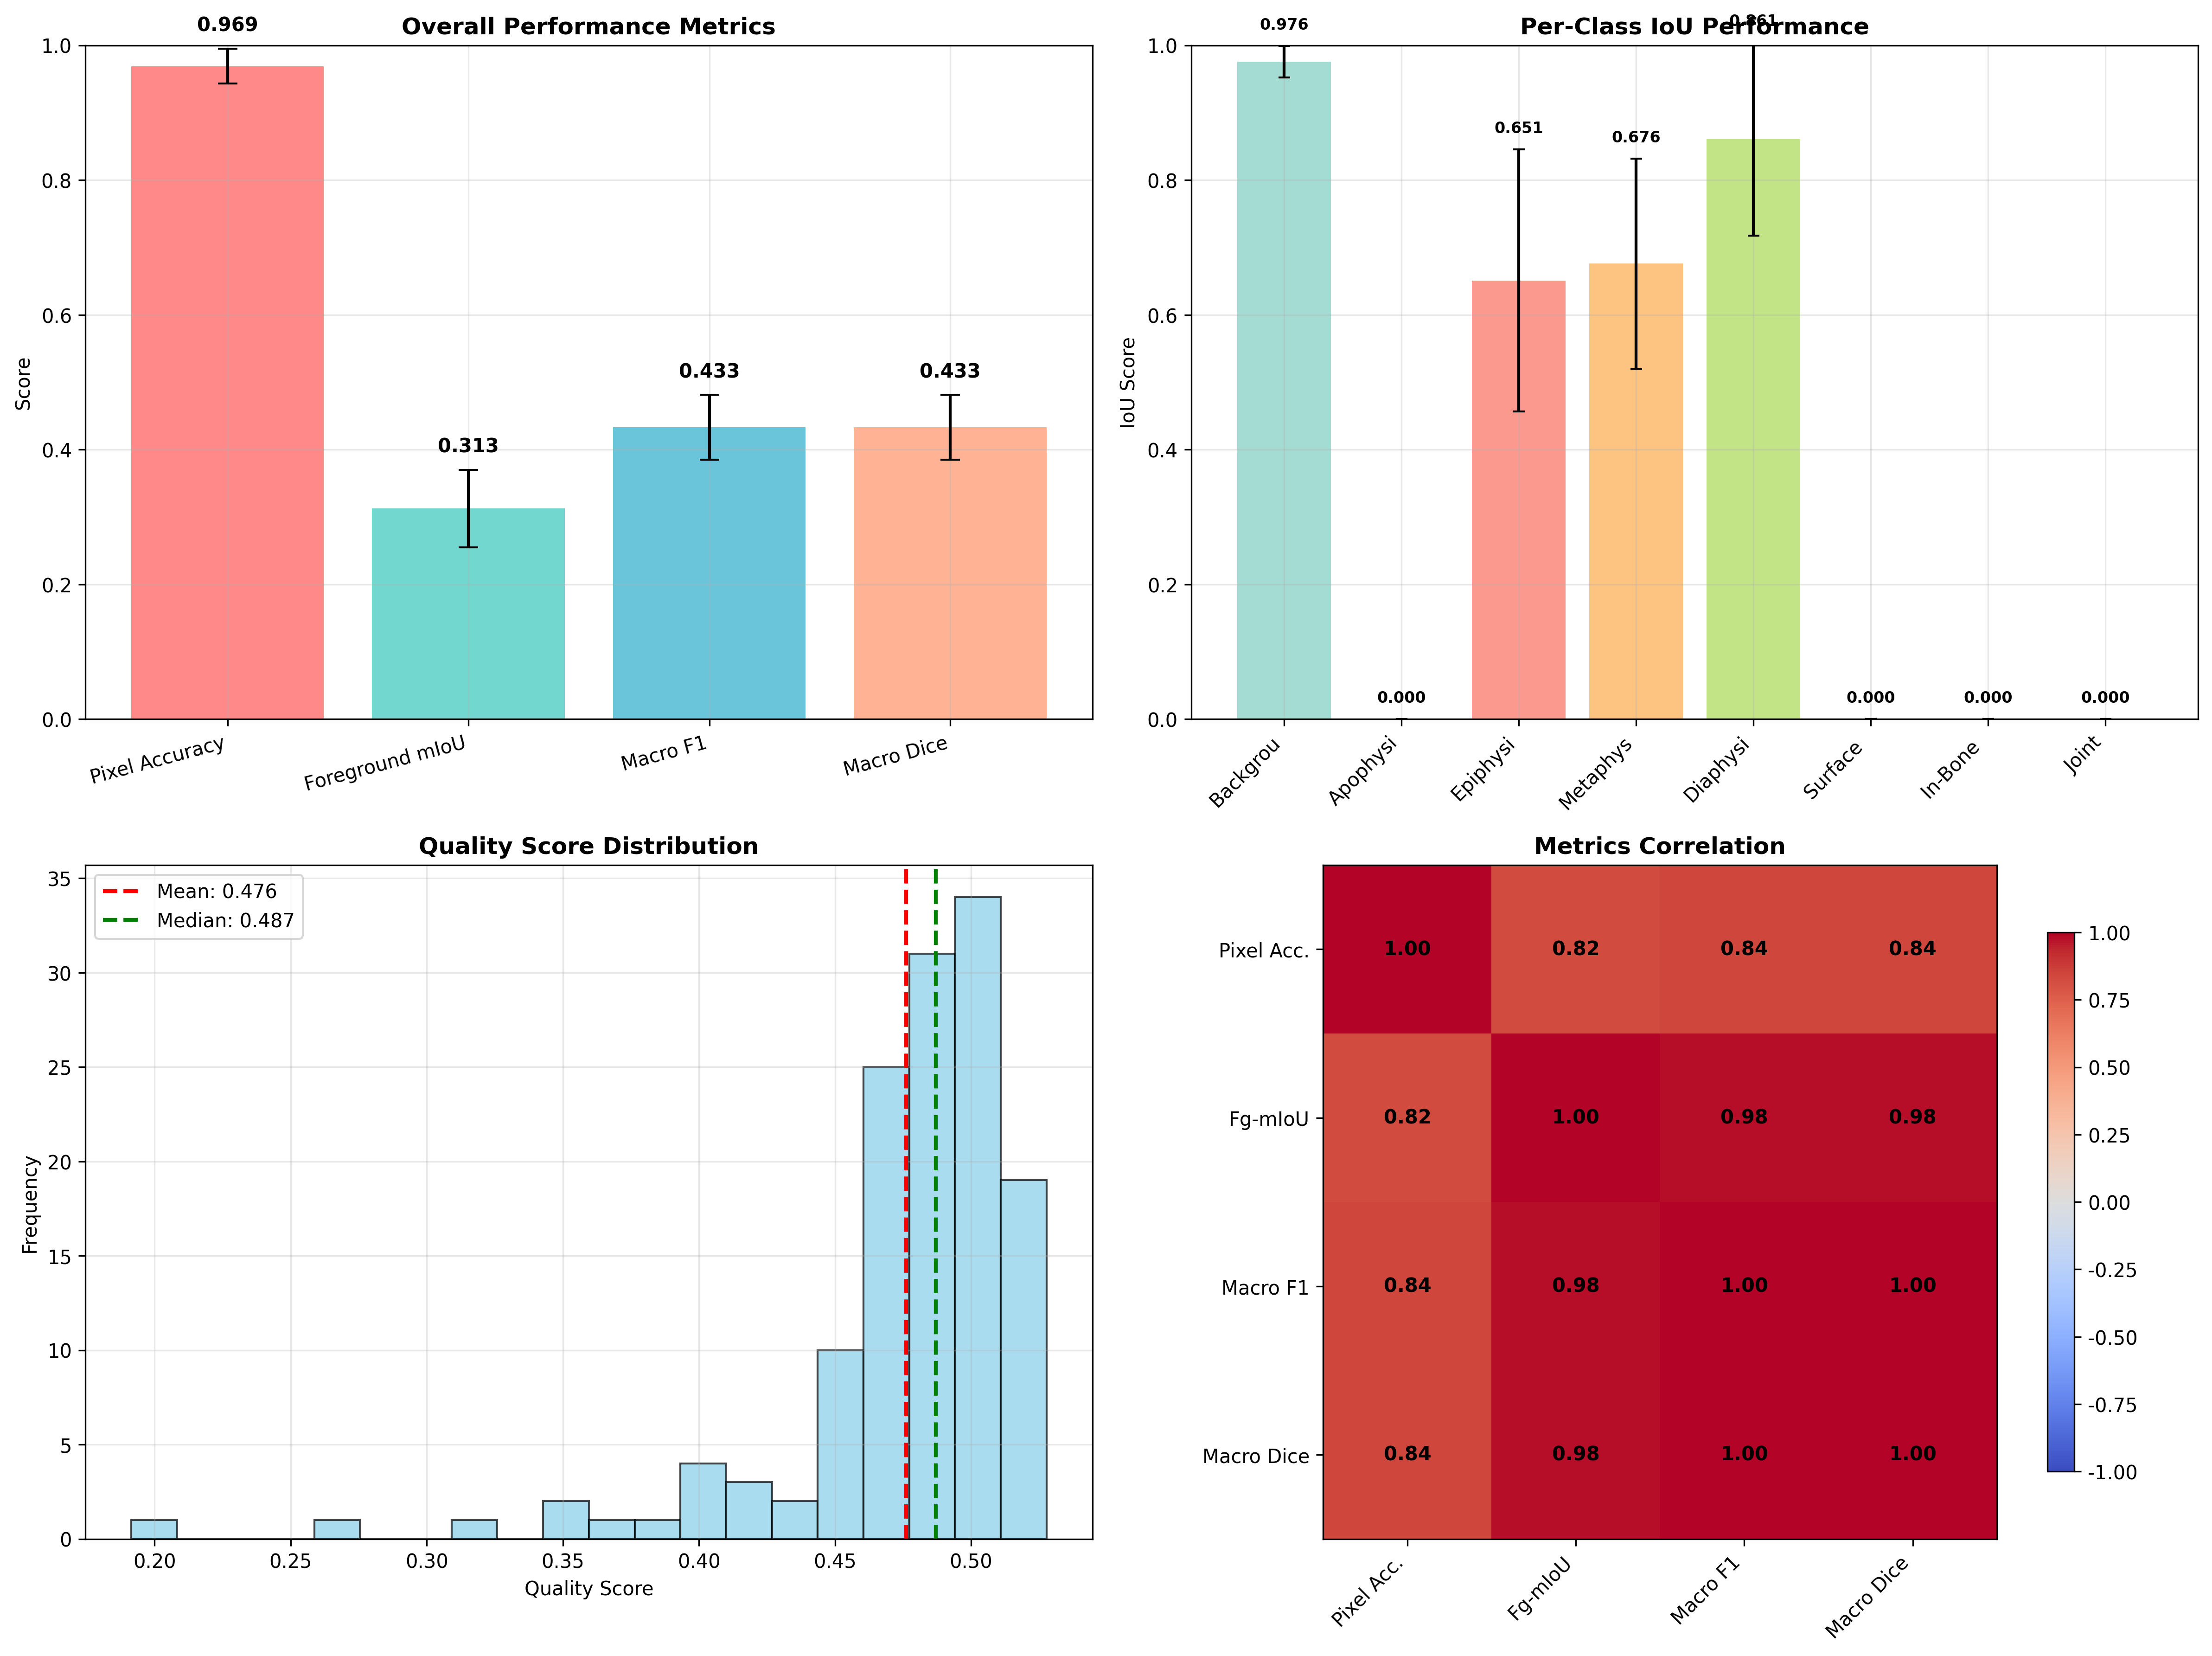 Overall Performance Metrics
0.969
1.0
0.8
0.6
0.4
0.2
0.0
Score
0.313
0.433
0.433
Pixel Accuracy
Foreground mIoU
Macro F1
Macro Dice
Per-Class IoU Performance
0.976
0.861
1.0
0.8
0.6
0.4
0.2
0.0
IoU Score
0.651
0.676
0.000
0.000
0.000
0.000
Backgrou
Apophysi
Epiphysi
Metaphys
Diaphysi
Surface
In-Bone
Joint
Quality Score Distribution
Mean: 0.476
Median: 0.487
35
30
25
20
15
10
5
0
Frequency
0.20
0.25
0.30
0.35
0.40
0.45
0.50
Quality Score
Metrics Correlation
Pixel Acc.
1.00
0.82
0.84
0.84
Fg-mIoU
0.82
1.00
0.98
0.98
Macro F1
0.84
0.98
1.00
1.00
Macro Dice
0.84
0.98
1.00
1.00
Pixel Acc.
Fg-mIoU
Macro F1
Macro Dice
1.00
0.75
0.50
0.25
0.00
-0.25
-0.50
-0.75
-1.00